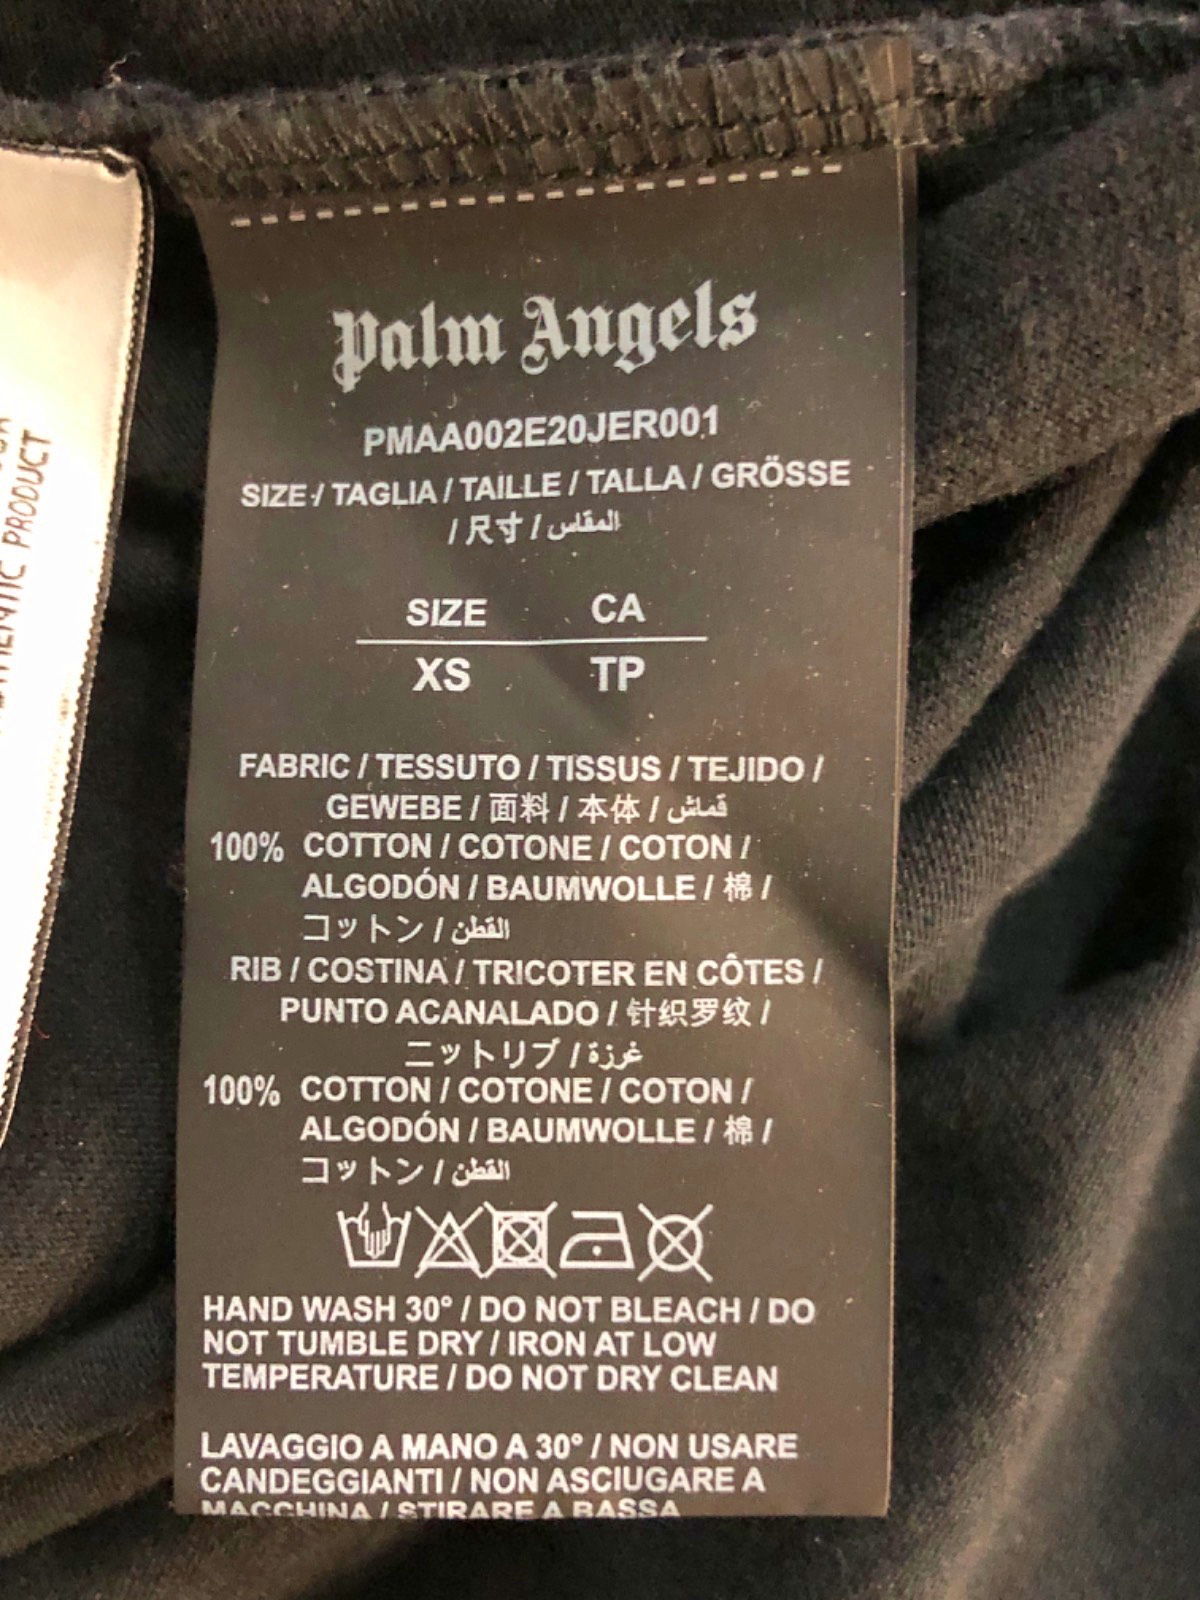 Palm Angels
PMAA002E20JER001
SIZE / TAGLIA / TAILLE / TALLA / GRÖSSE
/ 尺寸 / المقاس
SIZE CA
XS TP
FABRIC / TESSUTO / TISSUS / TEJIDO /
GEWEBE / 面料 / 本体 / قماش
100% COTTON / COTONE / COTON /
ALGODÓN / BAUMWOLLE / 棉 /
コットン / القطن
RIB / COSTINA / TRICOTER EN CÔTES /
PUNTO ACANALADO / 针织罗纹 /
ニットリブ / غرزة
100% COTTON / COTONE / COTON /
ALGODÓN / BAUMWOLLE / 棉 /
コットン / القطن
HAND WASH 30° / DO NOT BLEACH / DO
NOT TUMBLE DRY / IRON AT LOW
TEMPERATURE / DO NOT DRY CLEAN
LAVAGGIO A MANO A 30° / NON USARE
CANDEGGIANTI / NON ASCIUGARE A
MACCHINA / STIRARE A BASSA
PRODUCT